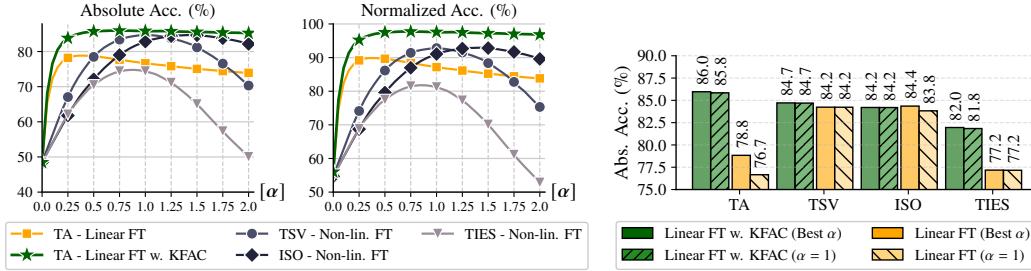 Absolute Acc. (%)
80
70
60
50
40
0.0 0.25 0.5 0.75 1.0 1.25 1.5 1.75 2.0
[α]
Normalized Acc. (%)
100
90
80
70
60
50
0.0 0.25 0.5 0.75 1.0 1.25 1.5 1.75 2.0
[α]
TA - Linear FT
TSV - Non-lin. FT
TIES - Non-lin. FT
TA - Linear FT w. KFAC
ISO - Non-lin. FT
Abs. Acc. (%)
90.0
87.5
85.0
82.5
80.0
77.5
75.0
86.0 85.8 78.8 76.7
84.7 84.7 84.2 84.2
84.2 84.2 84.4 83.8
82.0 81.8 77.2 77.2
TA TSV ISO TIES
Linear FT w. KFAC (Best α)
Linear FT (Best α)
Linear FT w. KFAC (α = 1)
Linear FT (α = 1)